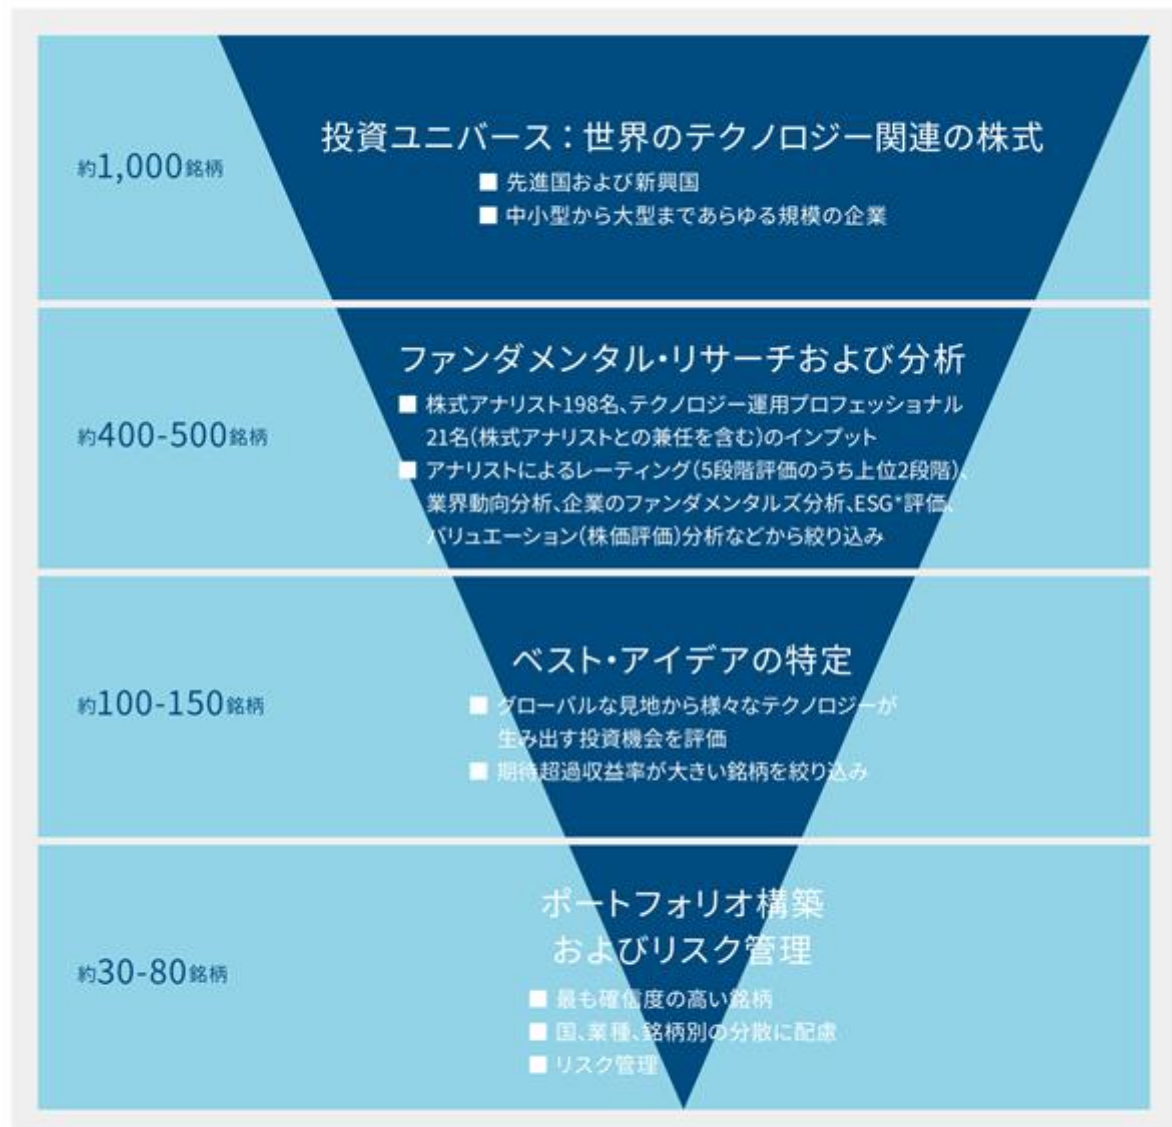 約1,000銘柄
投資ユニバース：世界のテクノロジー関連の株式
■ 先進国および新興国
■ 中小型から大型まであらゆる規模の企業
約400-500銘柄
ファンダメンタル・リサーチおよび分析
■ 株式アナリスト198名、テクノロジー運用プロフェッショナル
21名（株式アナリストとの兼任を含む）のインプット
■ アナリストによるレーティング（5段階評価のうち上位2段階）、
業界動向分析、企業のファンダメンタルズ分析、ESG*評価、
バリュエーション（株価評価）分析などから絞り込み
約100-150銘柄
ベスト・アイデアの特定
■ グローバルな見地から様々なテクノロジーが
生み出す投資機会を評価
■ 期待超過収益率が大きい銘柄を絞り込み
約30-80銘柄
ポートフォリオ構築
およびリスク管理
■ 最も確信度の高い銘柄
■ 国、業種、銘柄別の分散に配慮
■ リスク管理